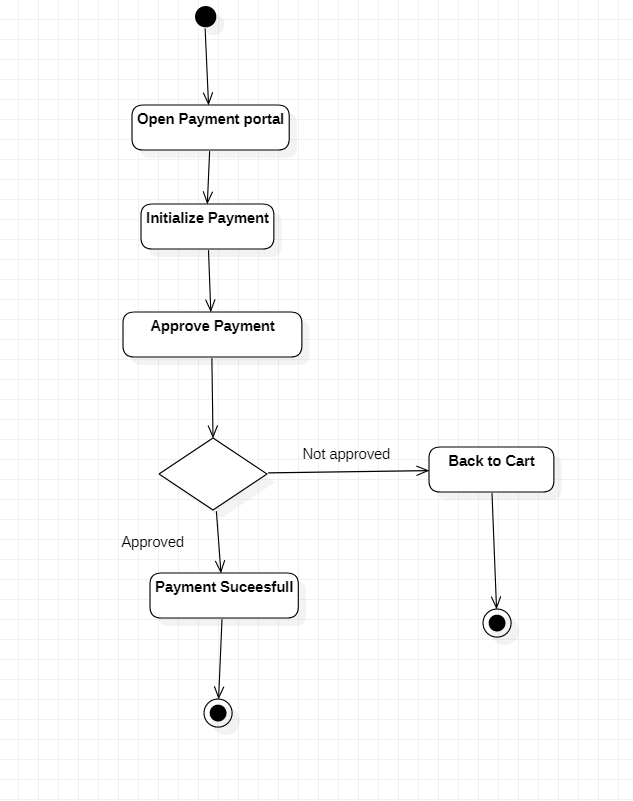 Open Payment portal
Initialize Payment
Approve Payment
Not approved
Back to Cart
Approved
Payment Suceesfull